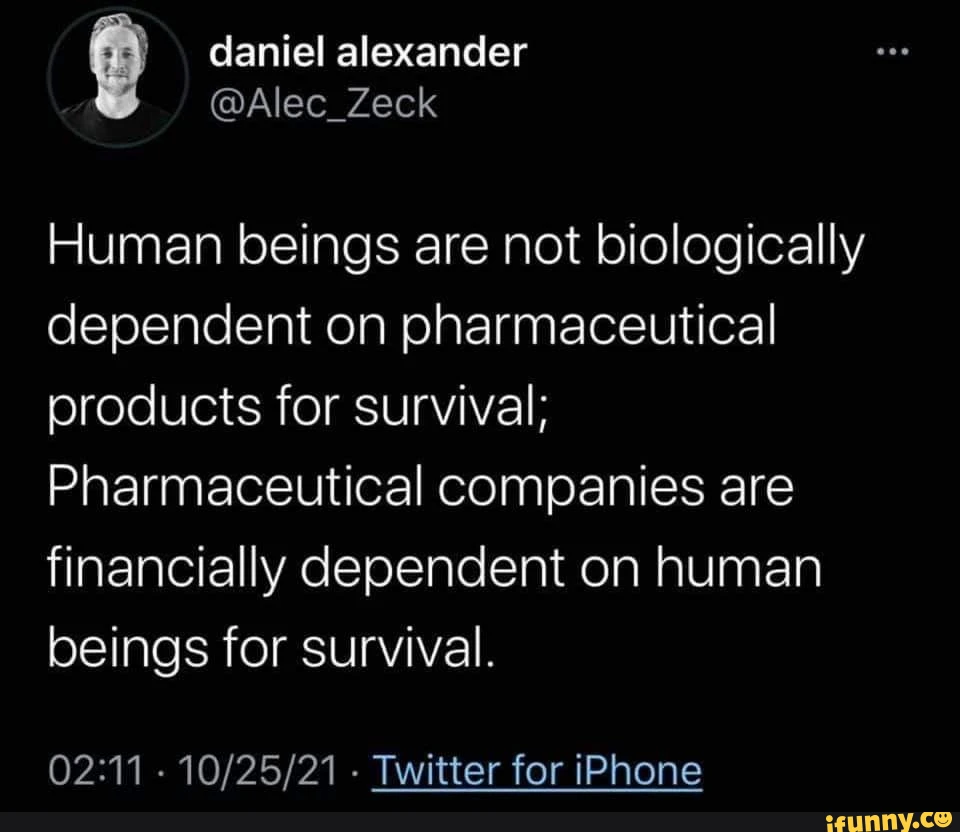 daniel alexander
@Alec_Zeck
Human beings are not biologically
dependent on pharmaceutical
products for survival;
Pharmaceutical companies are
financially dependent on human
beings for survival.
02:11 · 10/25/21 · Twitter for iPhone
ifunny.co